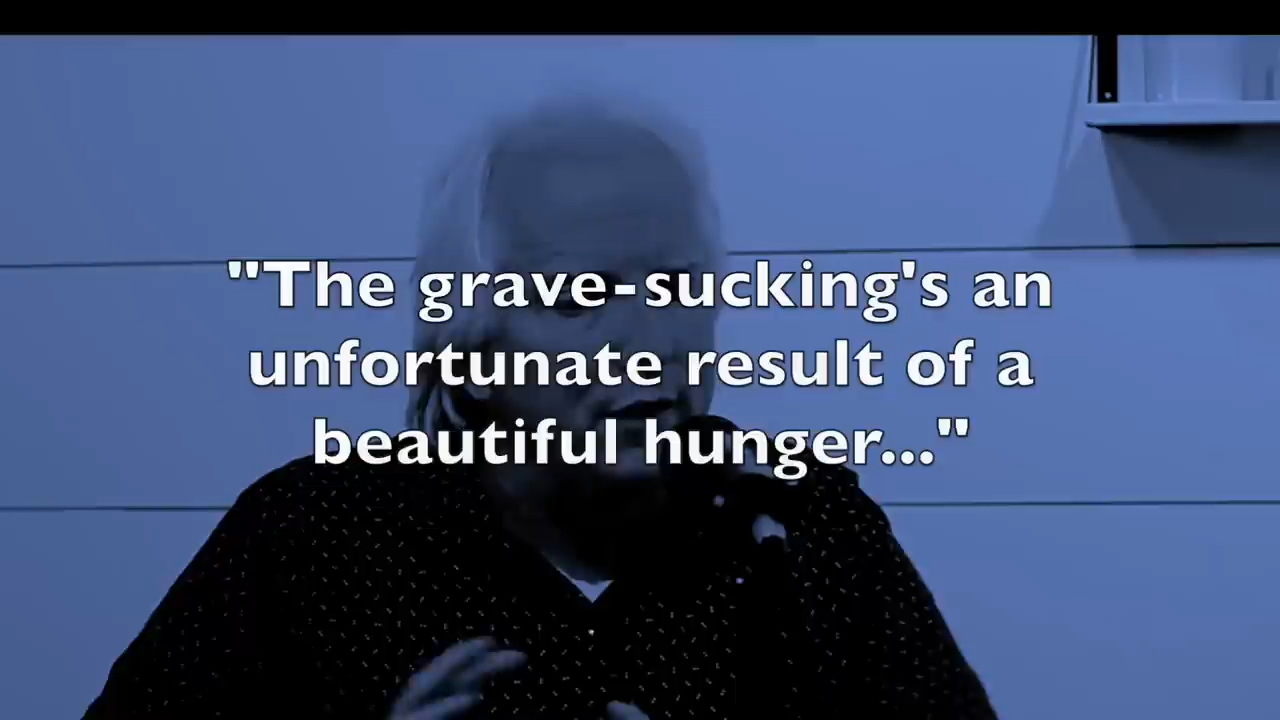 "The grave-sucking's an
unfortunate result of a
beautiful hunger..."